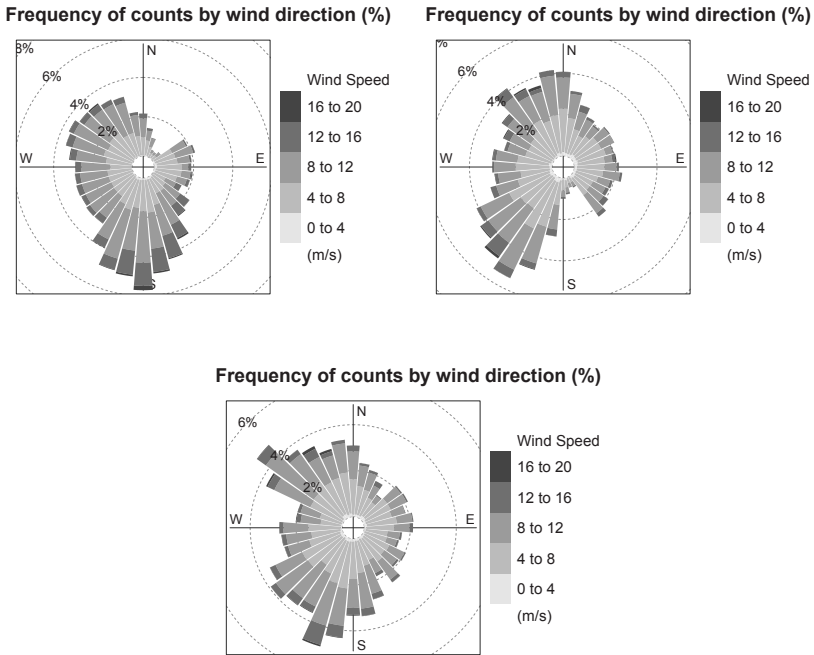 Frequency of counts by wind direction (%)
8%
6%
4%
2%
N
W
E
S
Wind Speed
16 to 20
12 to 16
8 to 12
4 to 8
0 to 4
(m/s)
Frequency of counts by wind direction (%)
%
6%
4%
2%
N
W
E
S
Wind Speed
16 to 20
12 to 16
8 to 12
4 to 8
0 to 4
(m/s)
Frequency of counts by wind direction (%)
6%
4%
2%
N
W
E
S
Wind Speed
16 to 20
12 to 16
8 to 12
4 to 8
0 to 4
(m/s)